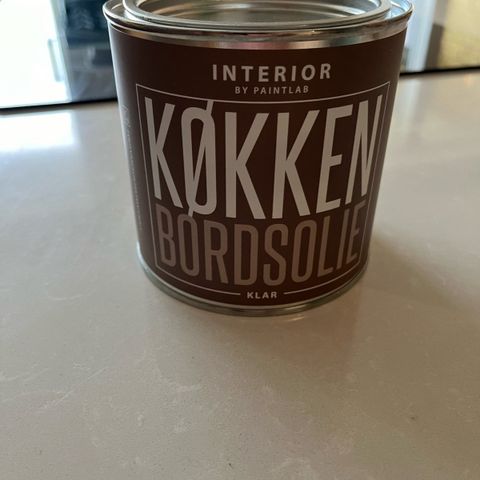 INTERIOR
BY PAINTLAB
KØKKEN
BORDSOLIE
KLAR